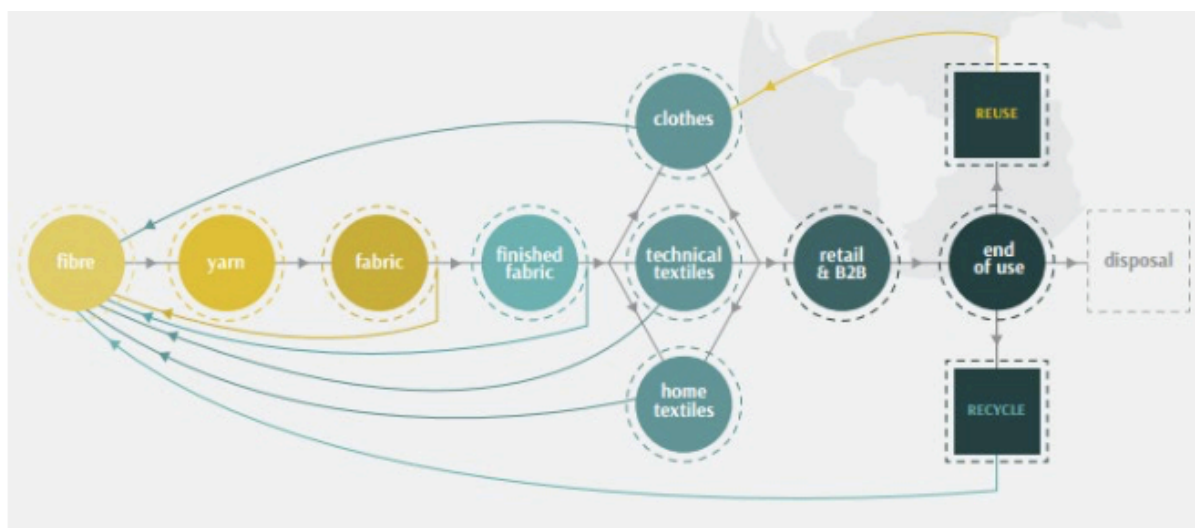 clothes
REUSE
fibre
yarn
fabric
finished
fabric
technical
textiles
retail
& B2B
end
of use
disposal
home
textiles
RECYCLE